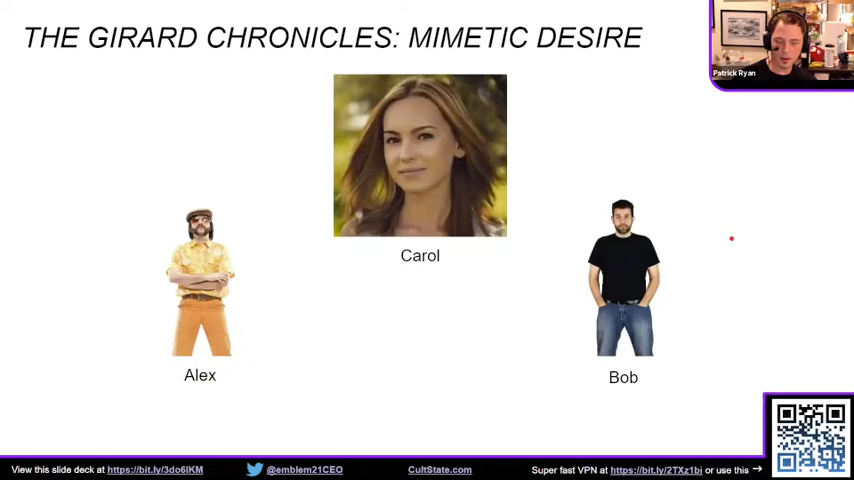 THE GIRARD CHRONICLES: MIMETIC DESIRE
Patrick Ryan
Carol
Alex
Bob
View this slide deck at https://bit.ly/3do6IKM
@emblem21CEO
CultState.com
Super fast VPN at https://bit.ly/2TXz1bi or use this →